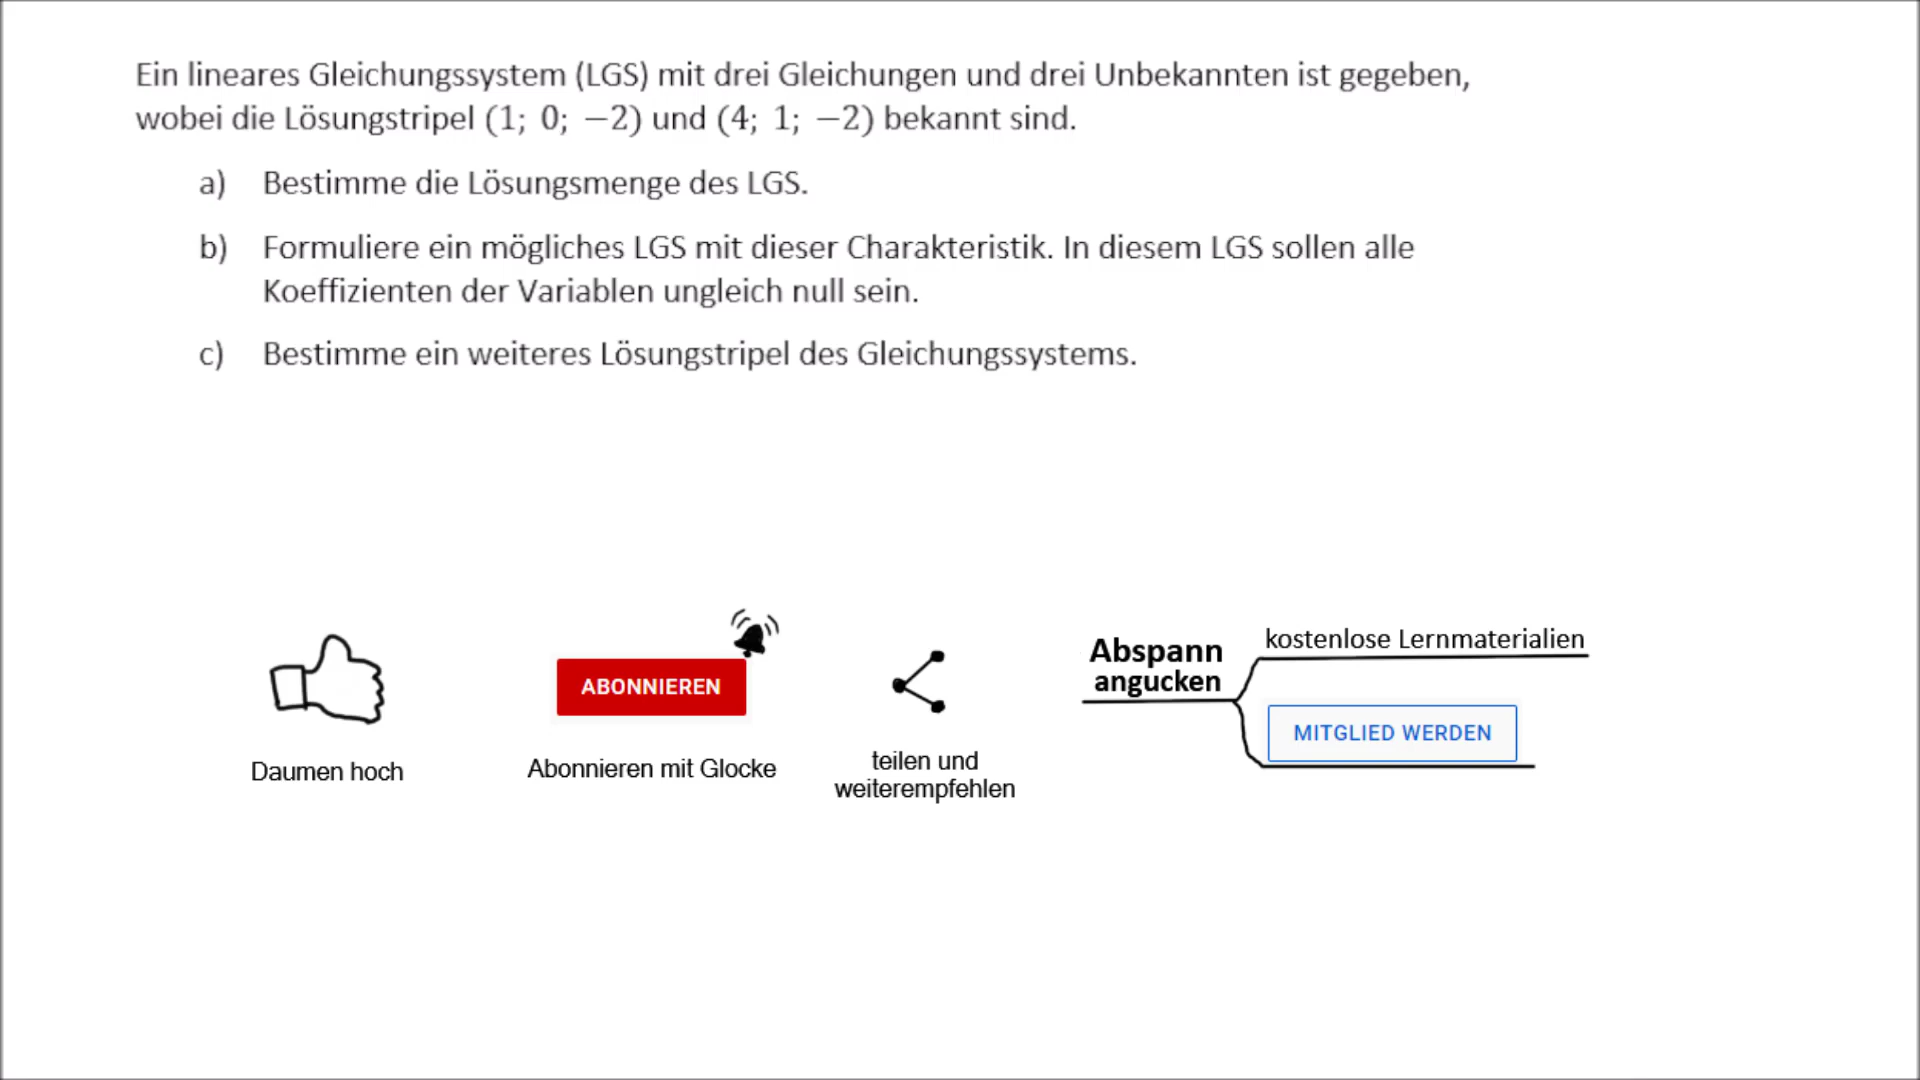 Ein lineares Gleichungssystem (LGS) mit drei Gleichungen und drei Unbekannten ist gegeben,
wobei die Lösungstripel (1; 0; −2) und (4; 1; −2) bekannt sind.
a) Bestimme die Lösungsmenge des LGS.
b) Formuliere ein mögliches LGS mit dieser Charakteristik. In diesem LGS sollen alle
Koeffizienten der Variablen ungleich null sein.
c) Bestimme ein weiteres Lösungstripel des Gleichungssystems.
Daumen hoch
ABONNIEREN
Abonnieren mit Glocke
teilen und
weiterempfehlen
Abspann
angucken
kostenlose Lernmaterialien
MITGLIED WERDEN